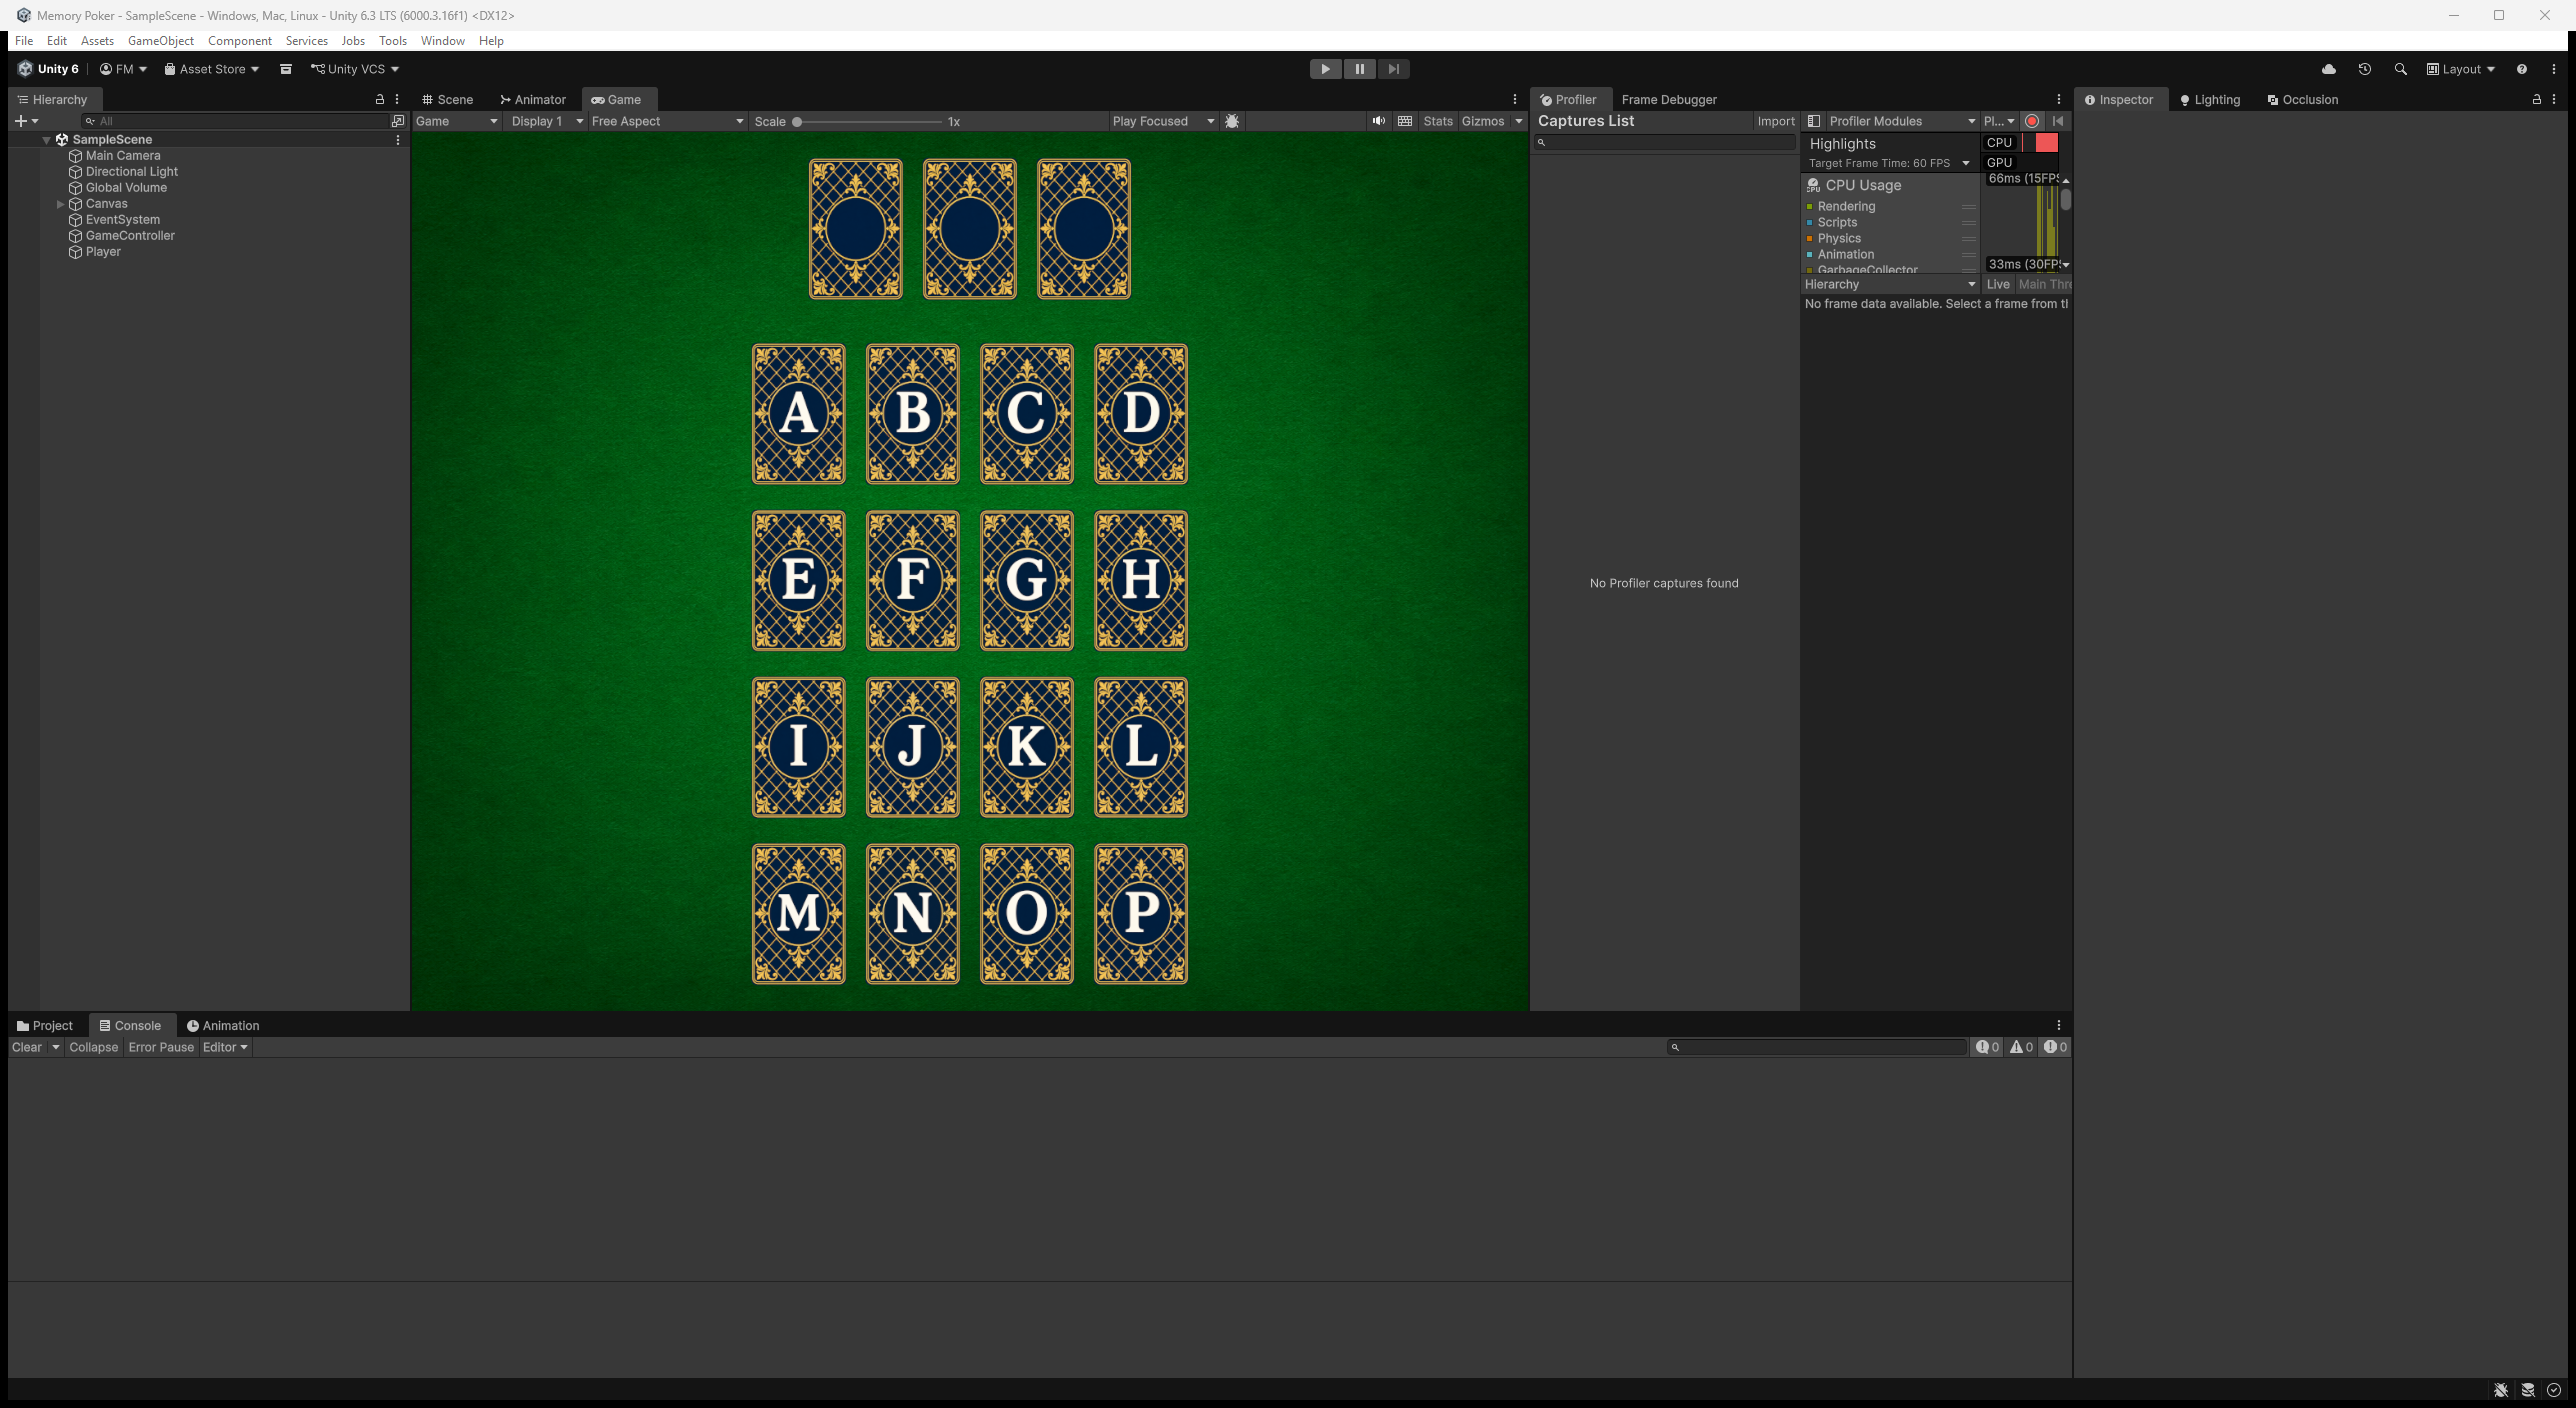 Memory Poker - SampleScene - Windows, Mac, Linux - Unity 6.3 LTS (6000.3.16f1) <DX12>
File Edit Assets GameObject Component Services Jobs Tools Window Help
Unity 6 FM Asset Store Unity VCS Layout
Hierarchy
All
SampleScene
Main Camera
Directional Light
Global Volume
Canvas
EventSystem
GameController
Player
Scene Animator Game
Game Display 1 Free Aspect Scale 1x Play Focused Stats Gizmos
A B C D
E F G H
I J K L
M N O P
Profiler Frame Debugger
Captures List Import
No Profiler captures found
Profiler Modules Pl...
Highlights
Target Frame Time: 60 FPS
CPU
GPU
CPU Usage
Rendering
Scripts
Physics
Animation
GarbageCollector
66ms (15FPS
33ms (30FPS
Hierarchy Live Main Thre
No frame data available. Select a frame from tl
Inspector Lighting Occlusion
Project Console Animation
Clear Collapse Error Pause Editor
0 0 0